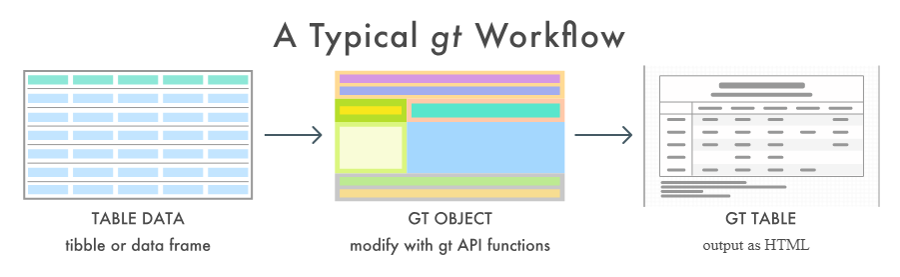 A Typical gt Workflow
TABLE DATA
tibble or data frame
GT OBJECT
modify with gt API functions
GT TABLE
output as HTML